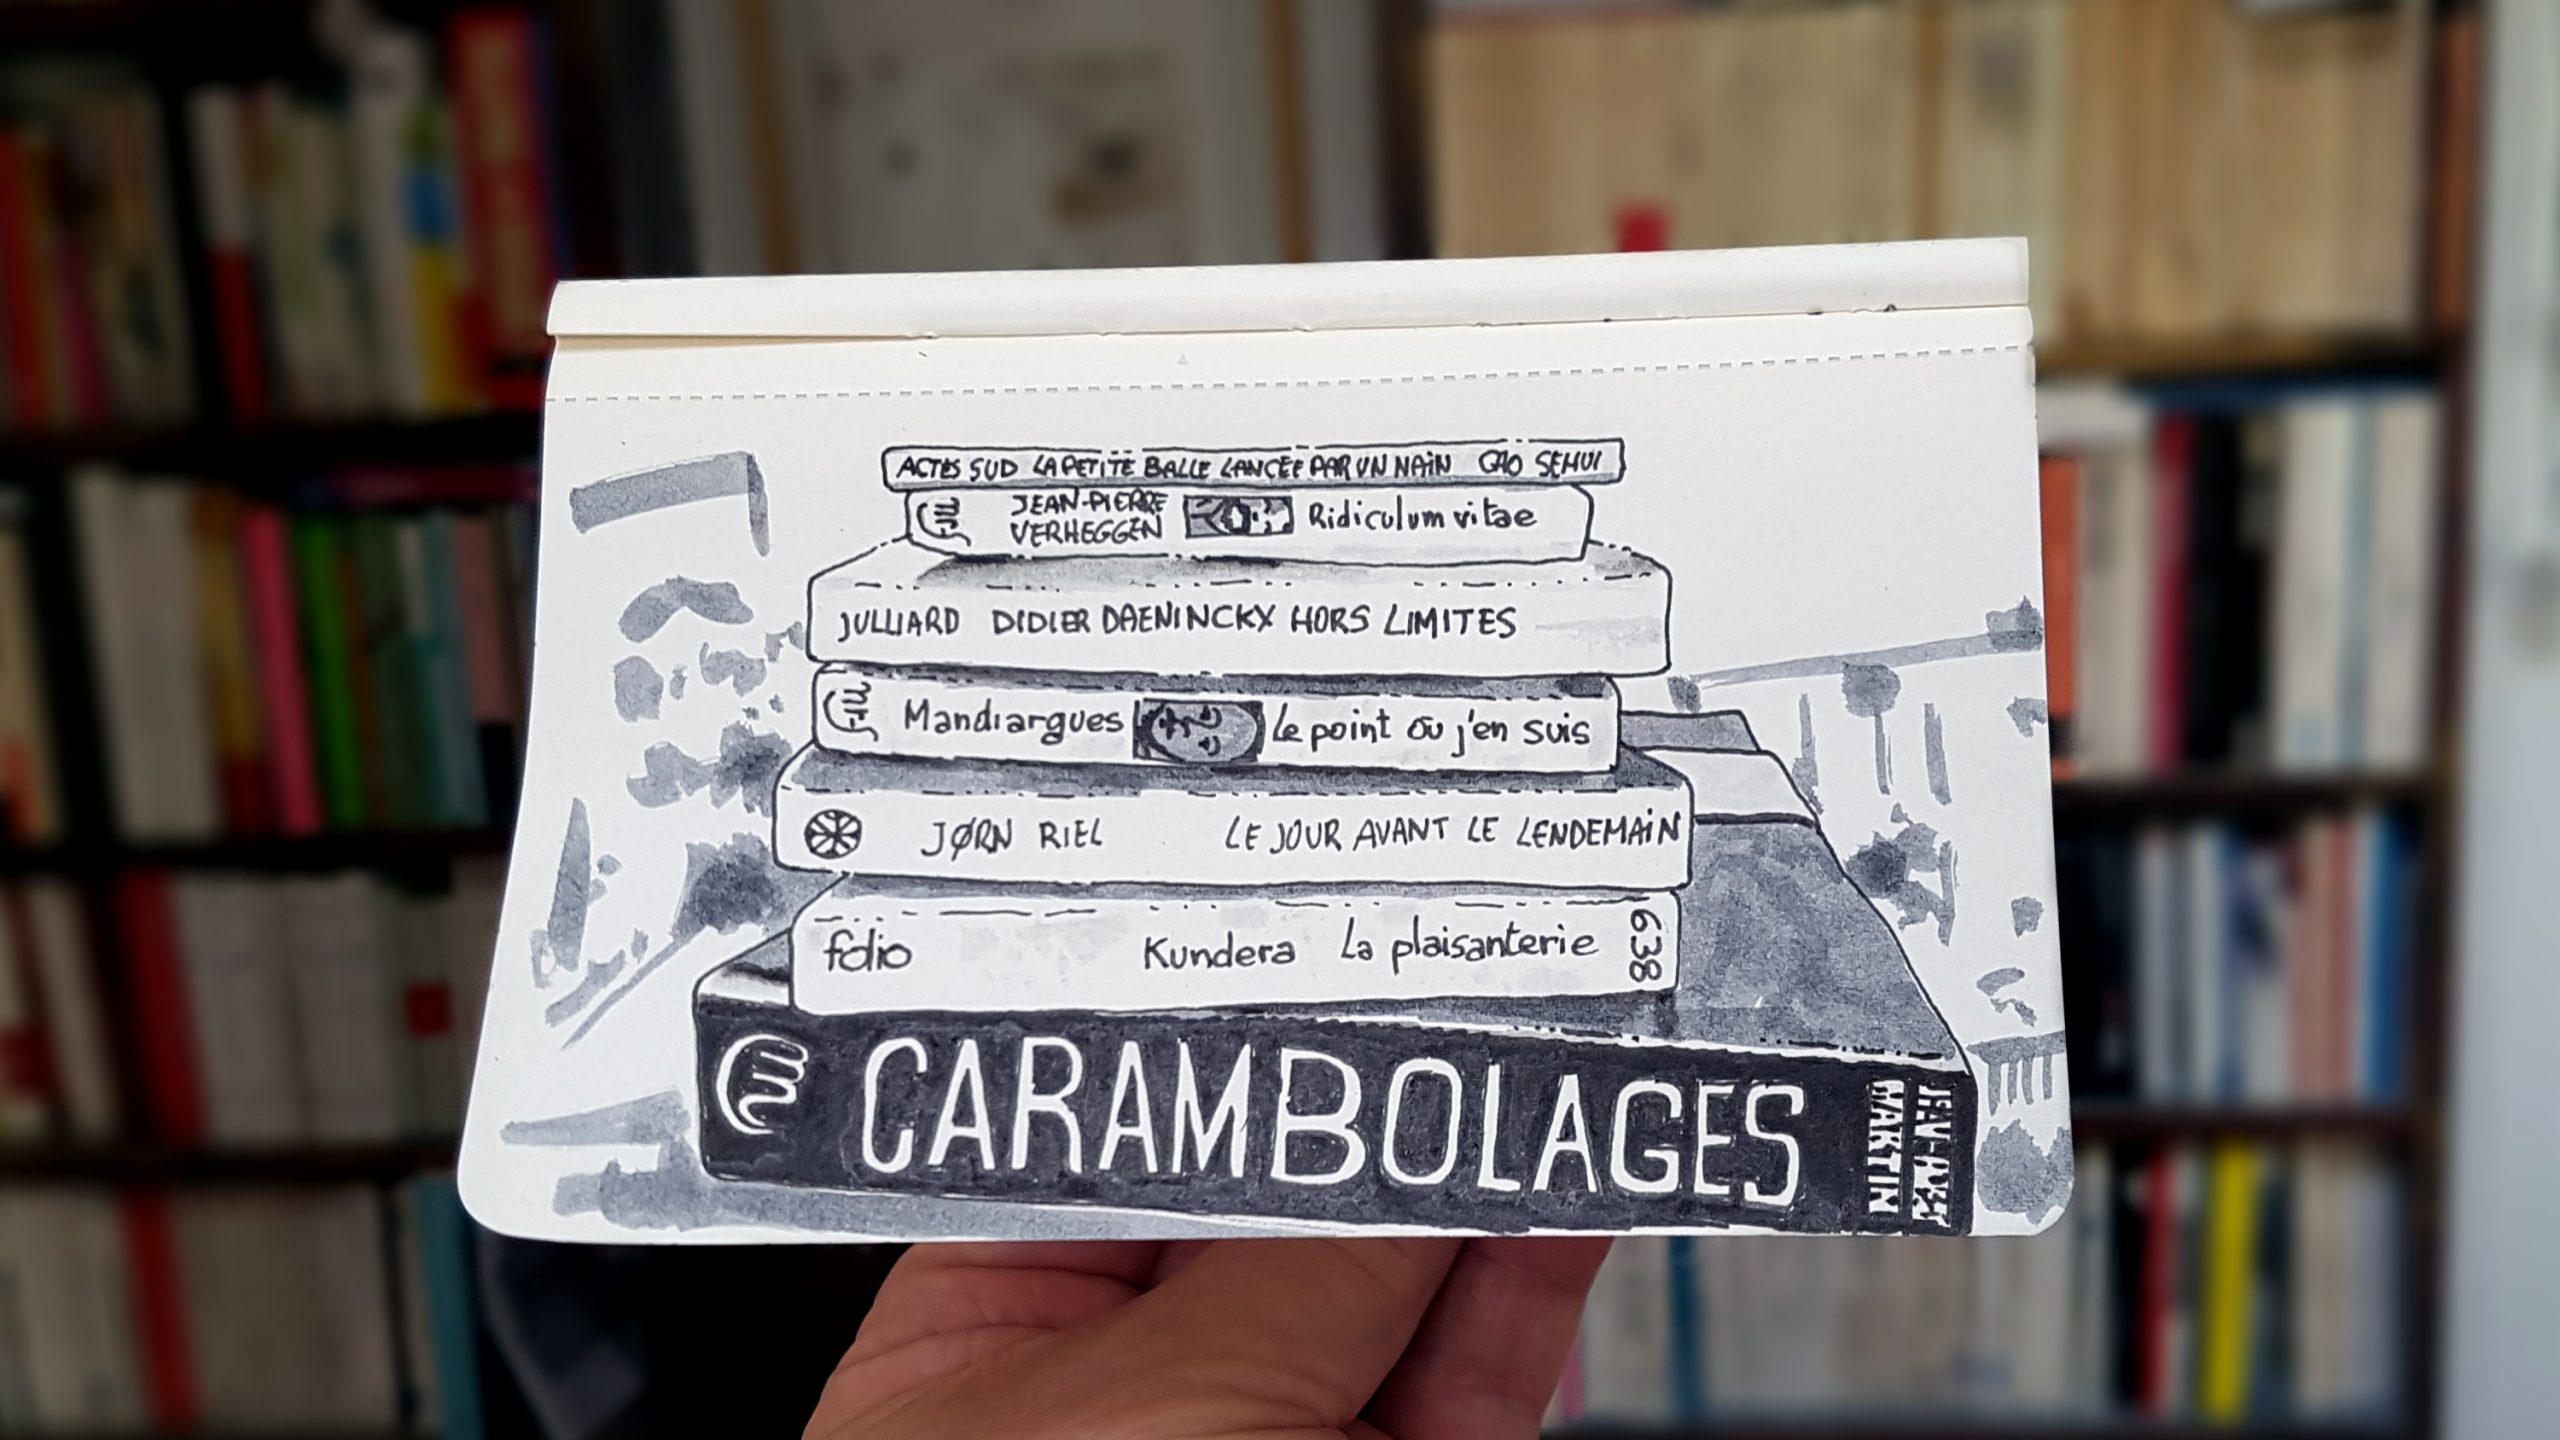 ACTES SUD LA PETITE BALLE LANCÉE PAR UN NAIN CAO SEHUI
JEAN-PIERRE
VERHEGGEN
Ridiculum vitae
JULLIARD DIDIER DAENINCKX HORS LIMITES
Mandiargues Le point où j'en suis
JØRN RIEL LE JOUR AVANT LE LENDEMAIN
folio Kundera La plaisanterie 638
CARAMBOLAGES
JEAN-HUBERT
MARTIN